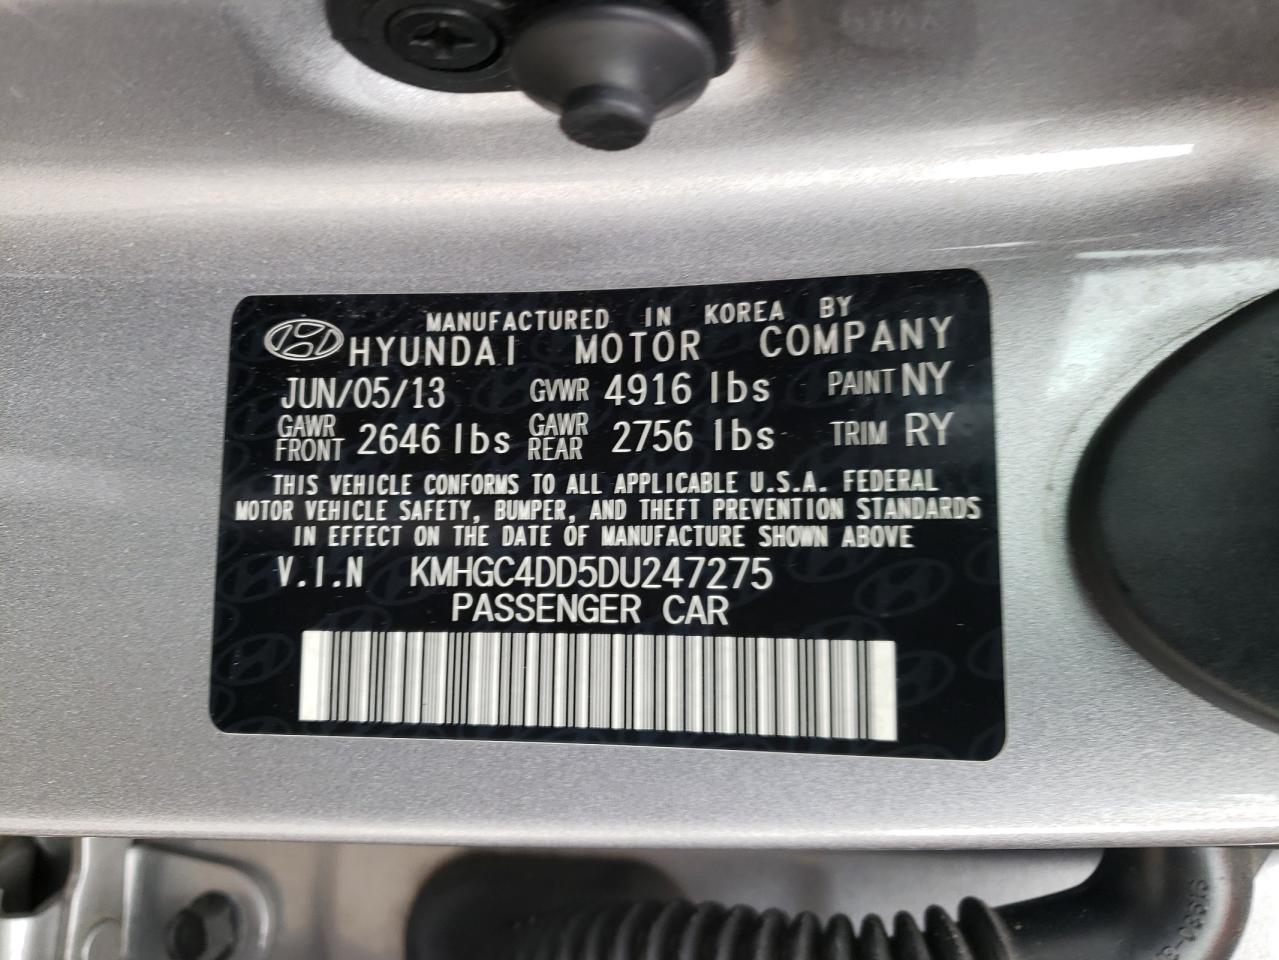 MANUFACTURED IN KOREA BY
HYUNDAI MOTOR COMPANY
JUN/05/13 GVWR 4916 lbs PAINT NY
GAWR FRONT 2646 lbs GAWR REAR 2756 lbs TRIM RY
THIS VEHICLE CONFORMS TO ALL APPLICABLE U.S.A. FEDERAL
MOTOR VEHICLE SAFETY, BUMPER, AND THEFT PREVENTION STANDARDS
IN EFFECT ON THE DATE OF MANUFACTURE SHOWN ABOVE
V.I.N KMHGC4DD5DU247275
PASSENGER CAR